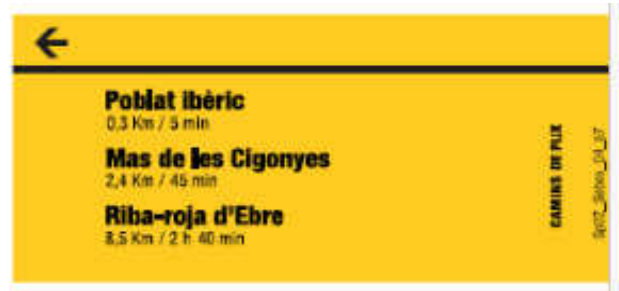 Poblat ibèric
0,3 Km / 5 min
Mas de les Cigonyes
2,4 Km / 45 min
Riba-roja d'Ebre
8,5 Km / 2 h 40 min
CAMINS DE FLIX